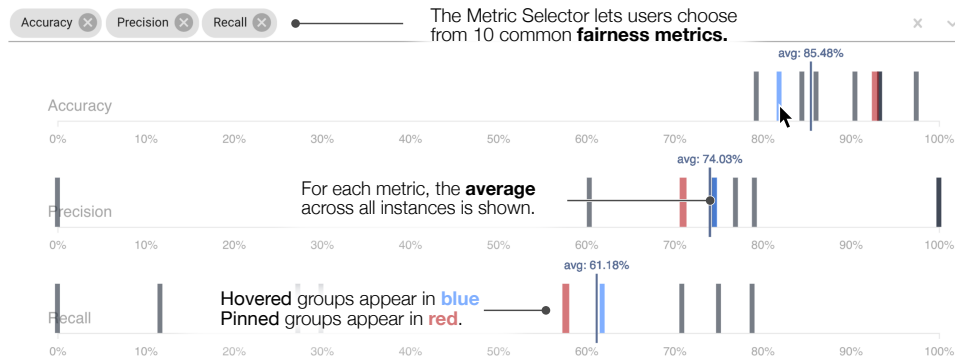 Accuracy Precision Recall
The Metric Selector lets users choose
from 10 common fairness metrics.
avg: 85.48%
Accuracy
0% 10% 20% 30% 40% 50% 60% 70% 80% 90% 100%
avg: 74.03%
For each metric, the average
across all instances is shown.
Precision
0% 10% 20% 30% 40% 50% 60% 70% 80% 90% 100%
avg: 61.18%
Hovered groups appear in blue
Pinned groups appear in red.
Recall
0% 10% 20% 30% 40% 50% 60% 70% 80% 90% 100%